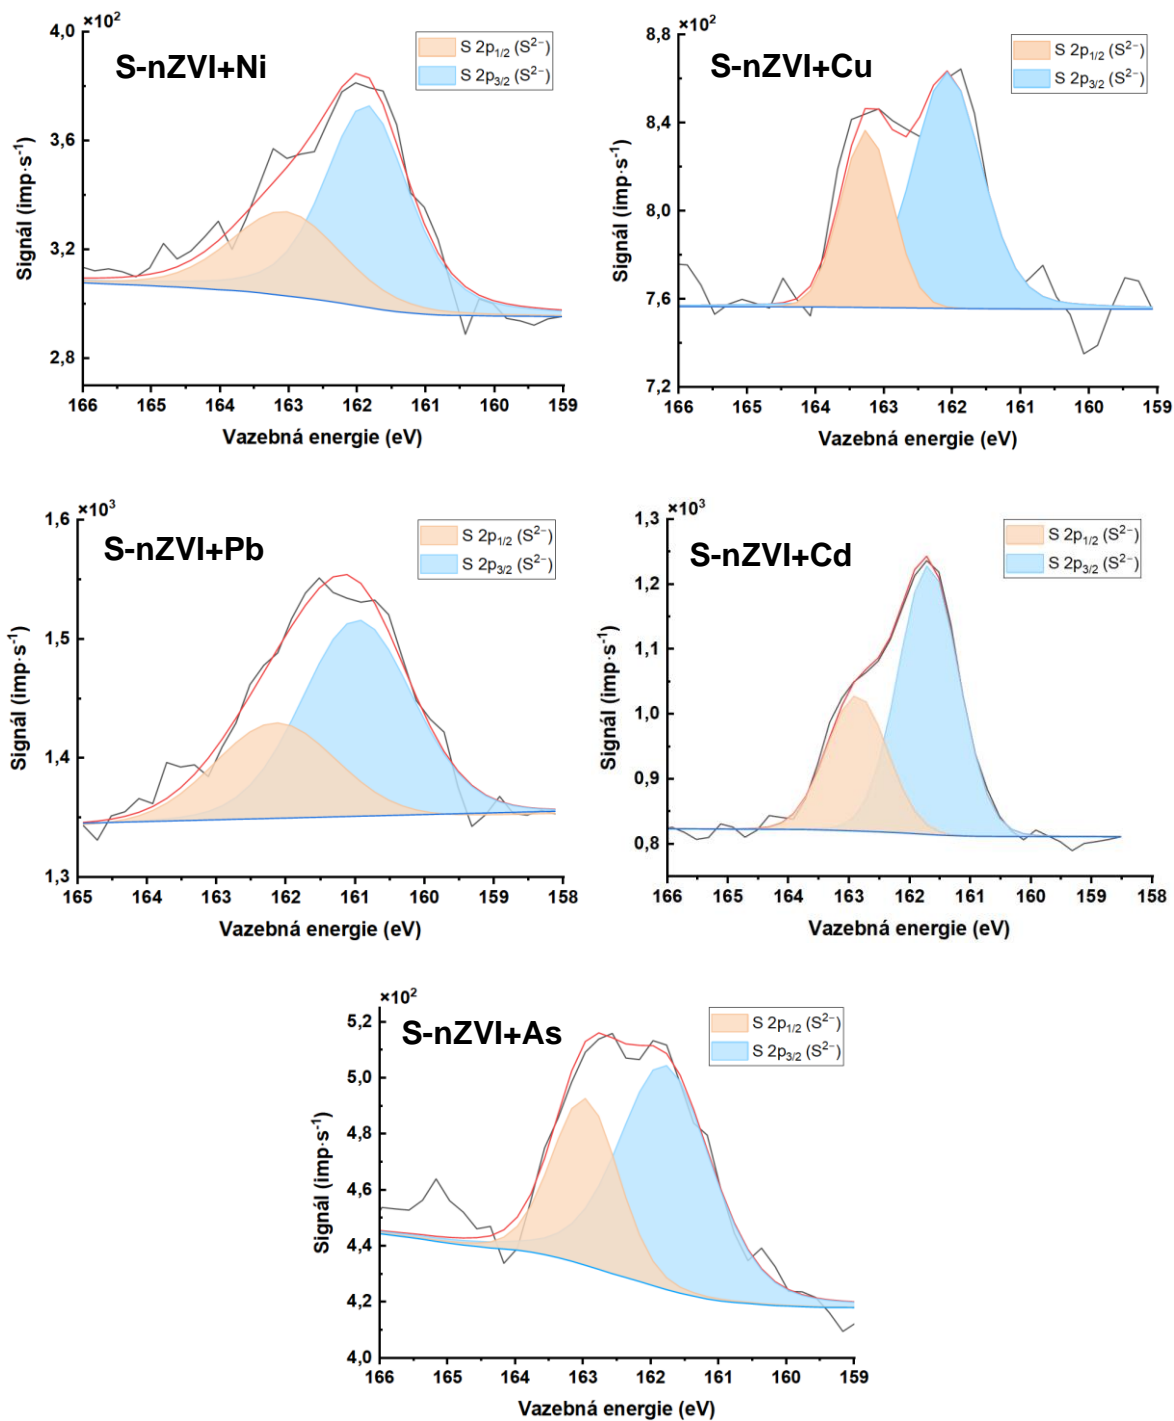 ×10²
4,0
3,6
3,2
2,8
S-nZVI+Ni
S 2p₁/₂ (S²⁻)
S 2p₃/₂ (S²⁻)
Signál (imp·s⁻¹)
166 165 164 163 162 161 160 159
Vazebná energie (eV)
×10²
8,8
8,4
8,0
7,6
7,2
S-nZVI+Cu
S 2p₁/₂ (S²⁻)
S 2p₃/₂ (S²⁻)
Signál (imp·s⁻¹)
166 165 164 163 162 161 160 159
Vazebná energie (eV)
×10³
1,6
1,5
1,4
1,3
S-nZVI+Pb
S 2p₁/₂ (S²⁻)
S 2p₃/₂ (S²⁻)
Signál (imp·s⁻¹)
165 164 163 162 161 160 159 158
Vazebná energie (eV)
×10³
1,3
1,2
1,1
1,0
0,9
0,8
S-nZVI+Cd
S 2p₁/₂ (S²⁻)
S 2p₃/₂ (S²⁻)
Signál (imp·s⁻¹)
166 165 164 163 162 161 160 159 158
Vazebná energie (eV)
×10²
5,2
5,0
4,8
4,6
4,4
4,2
4,0
S-nZVI+As
S 2p₁/₂ (S²⁻)
S 2p₃/₂ (S²⁻)
Signál (imp·s⁻¹)
166 165 164 163 162 161 160 159
Vazebná energie (eV)